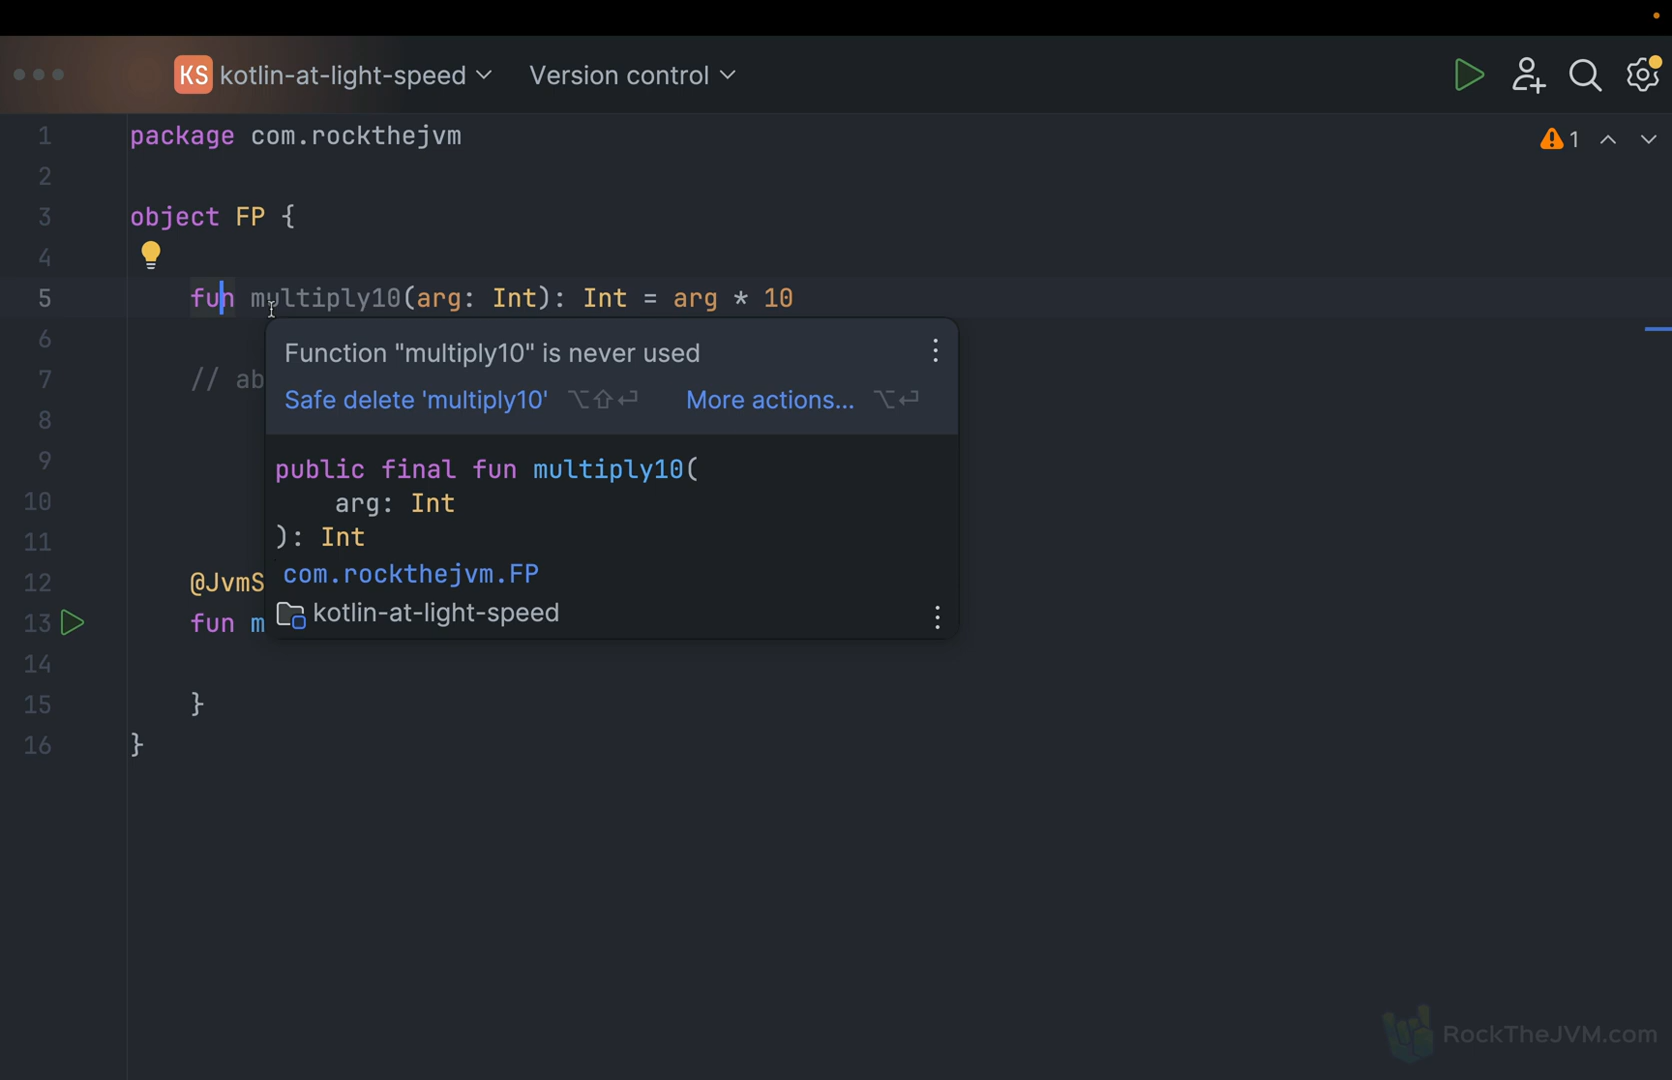 KS kotlin-at-light-speed Version control
1 package com.rockthejvm
1
2
3 object FP {
4
5 fun multiply10(arg: Int): Int = arg * 10
6
Function "multiply10" is never used
7 // ab
Safe delete 'multiply10' ⌥⇧⏎ More actions... ⌥⏎
8
9 public final fun multiply10(
10 arg: Int
11 ): Int
12 @JvmS
com.rockthejvm.FP
13 fun m
kotlin-at-light-speed
14
15 }
16 }
RockTheJVM.com